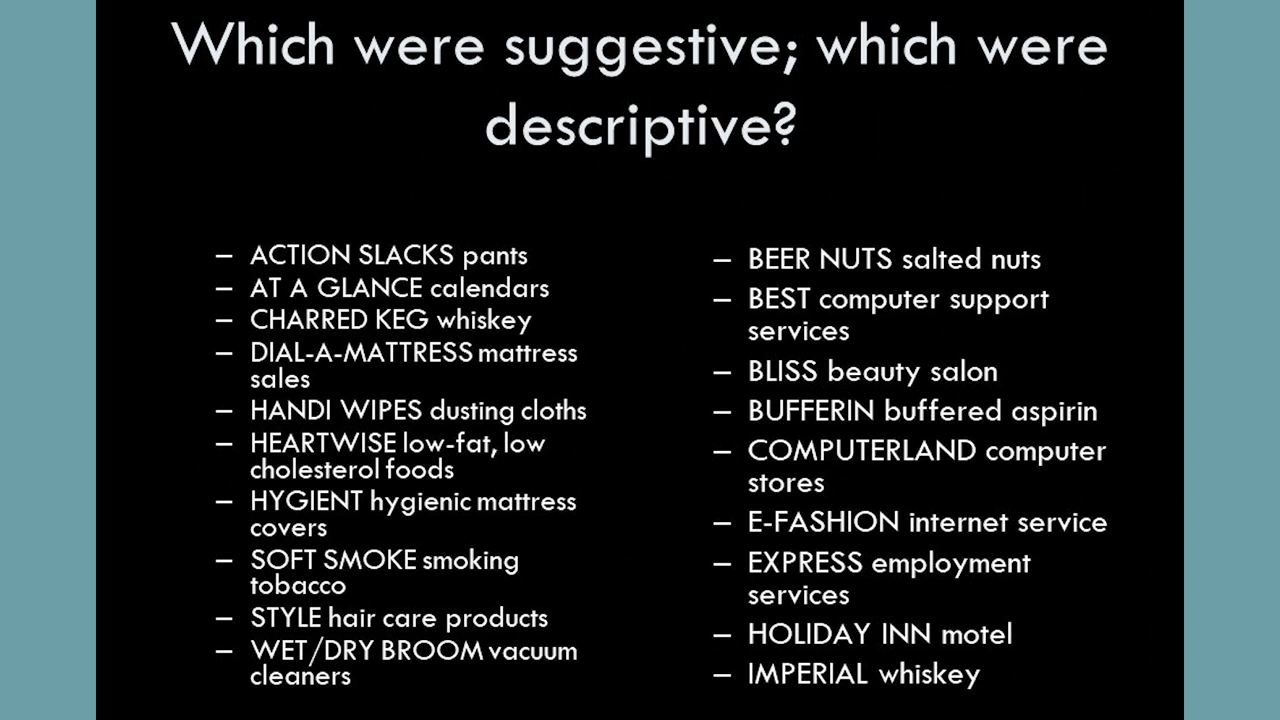 Which were suggestive; which were
descriptive?
– ACTION SLACKS pants
– AT A GLANCE calendars
– CHARRED KEG whiskey
– DIAL-A-MATTRESS mattress
sales
– HANDI WIPES dusting cloths
– HEARTWISE low-fat, low
cholesterol foods
– HYGIENT hygienic mattress
covers
– SOFT SMOKE smoking
tobacco
– STYLE hair care products
– WET/DRY BROOM vacuum
cleaners
– BEER NUTS salted nuts
– BEST computer support
services
– BLISS beauty salon
– BUFFERIN buffered aspirin
– COMPUTERLAND computer
stores
– E-FASHION internet service
– EXPRESS employment
services
– HOLIDAY INN motel
– IMPERIAL whiskey